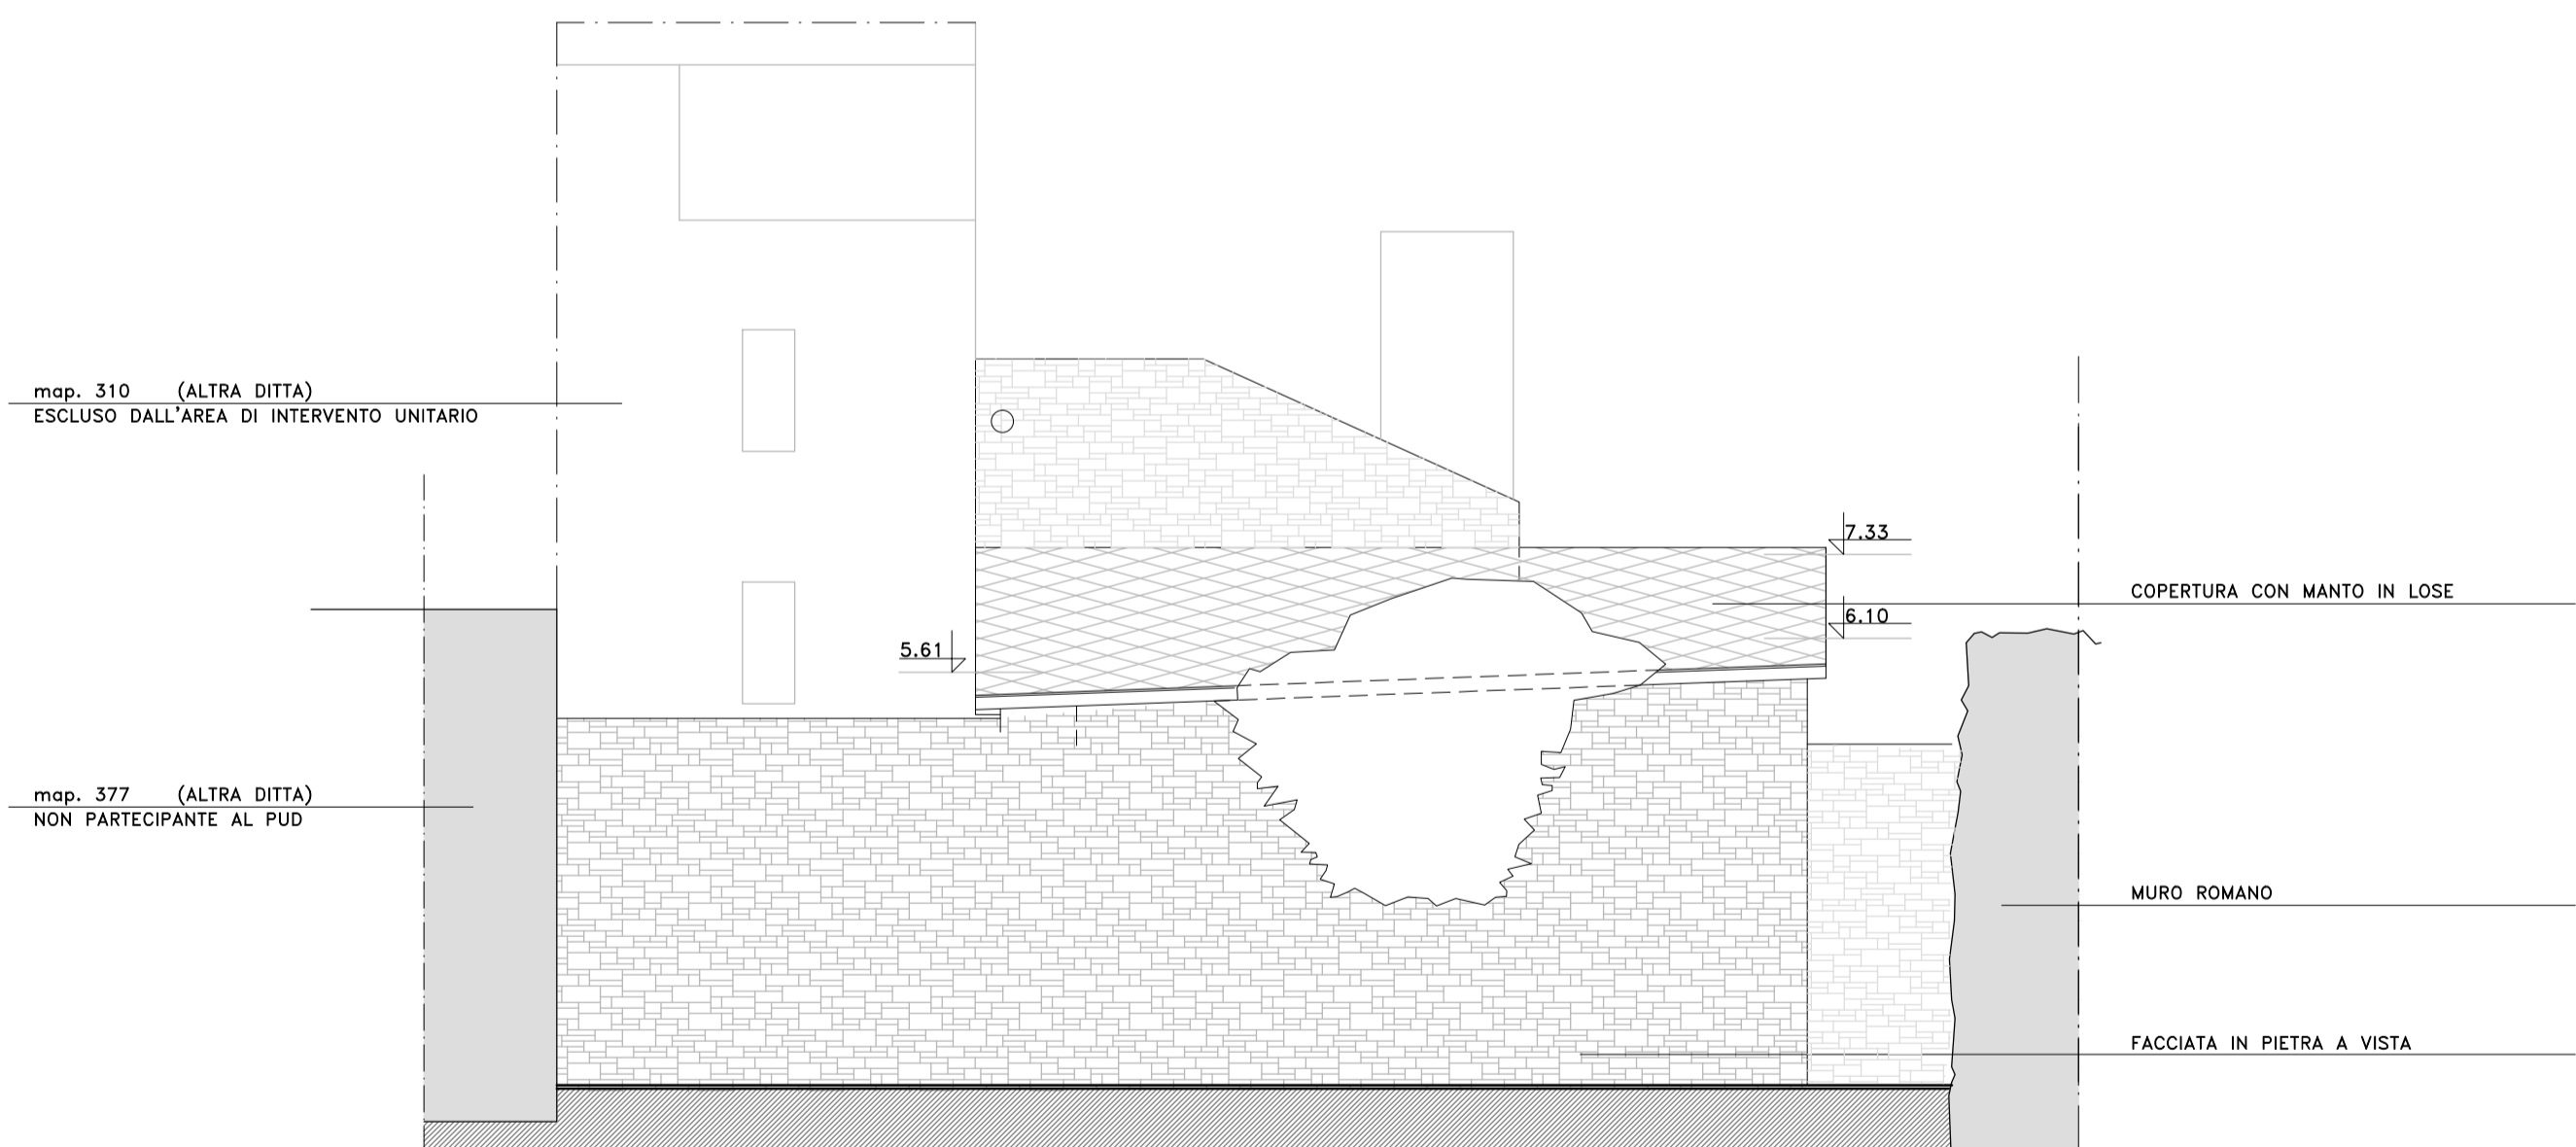 map. 310 (ALTRA DITTA)
ESCLUSO DALL'AREA DI INTERVENTO UNITARIO
7.33
COPERTURA CON MANTO IN LOSE
6.10
5.61
map. 377 (ALTRA DITTA)
NON PARTECIPANTE AL PUD
MURO ROMANO
FACCIATA IN PIETRA A VISTA